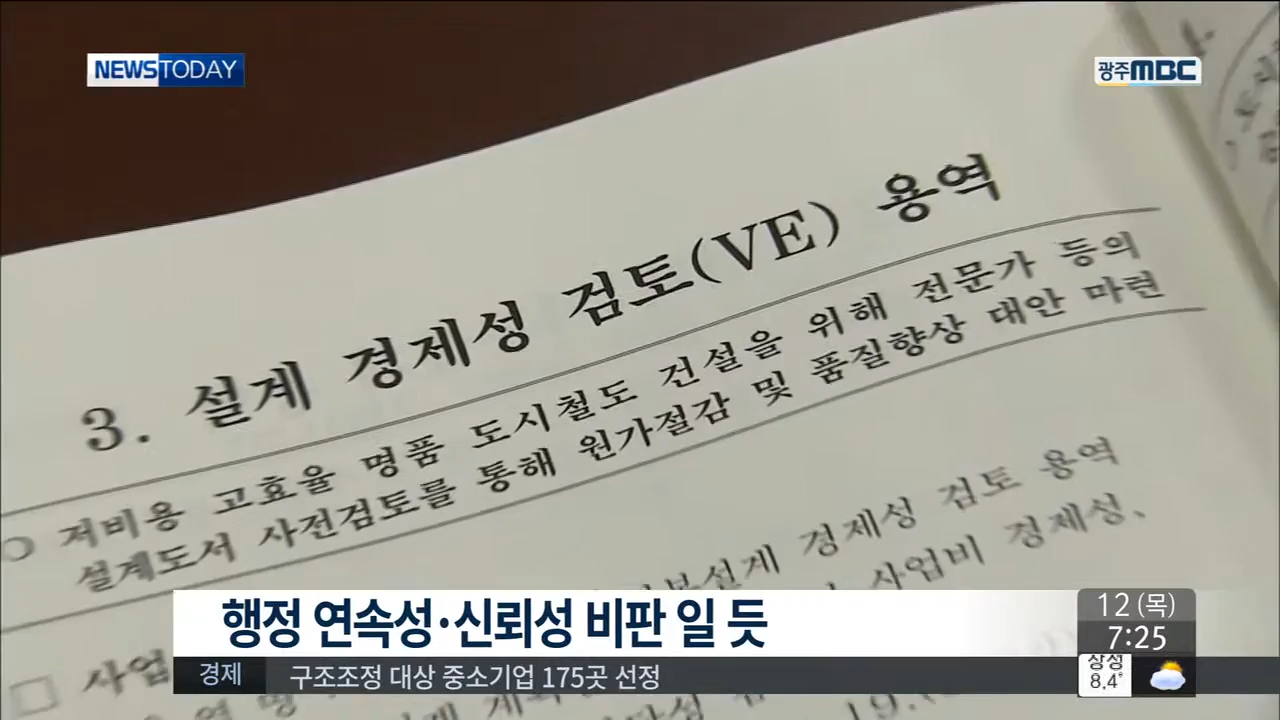 NEWSTODAY
광주MBC
3. 설계 경제성 검토(VE) 용역
저비용 고효율 명품 도시철도 건설을 위해 전문가 등의
설계도서 사전검토를 통해 원가절감 및 품질향상 대안 마련
경제성 검토 용역
사업비 경제성,
□ 사업
행정 연속성·신뢰성 비판 일 듯
12 (목)
7:25
경제 구조조정 대상 중소기업 175곳 선정
상성
8.4°